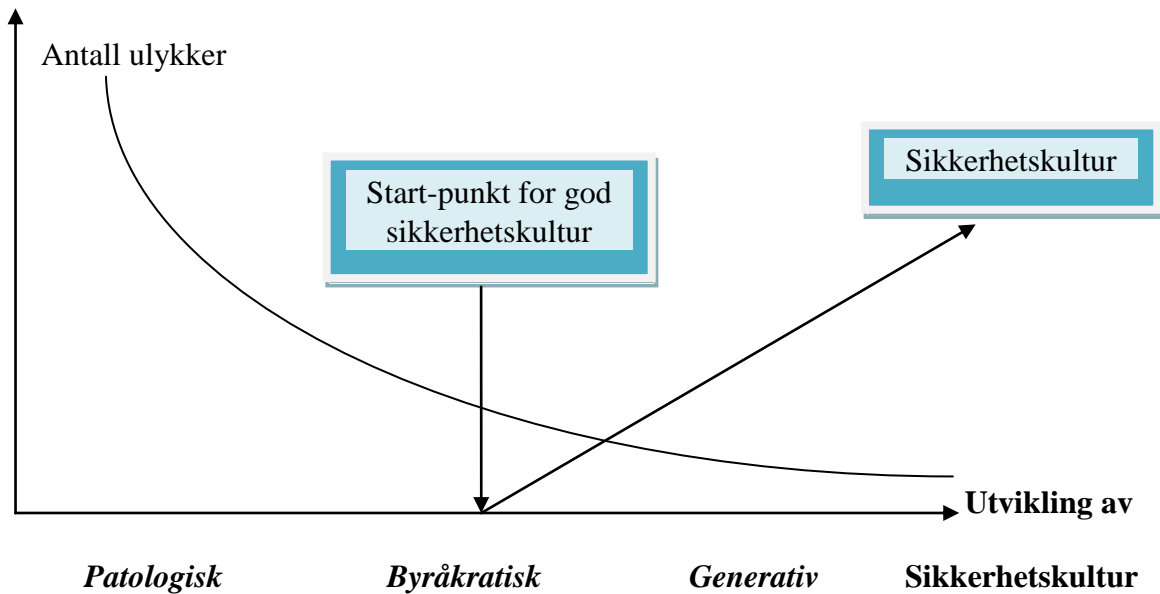 Antall ulykker
Sikkerhetskultur
Start-punkt for god
sikkerhetskultur
Utvikling av
Patologisk
Byråkratisk
Generativ
Sikkerhetskultur